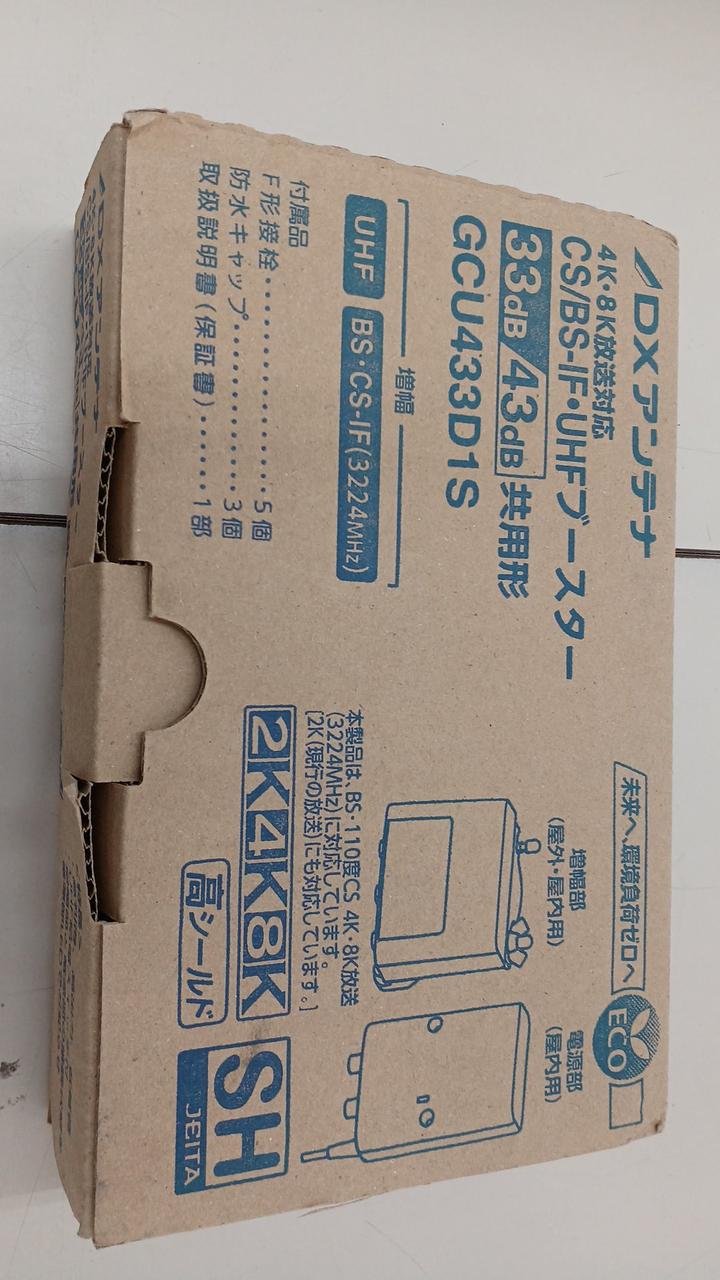 DXアンテナ
4K・8K放送対応
CS/BS-IF・UHFブースター
33dB/43dB 共用形
GCU433D1S
増幅
UHF BS・CS-IF(3224MHz)
付属品
F形接栓・・・・・・・・・・・・・・5個
防水キャップ・・・・・・・・・・3個
取扱説明書(保証書)・・・・・1部
未来へ、環境負荷ゼロへ
ECO
増幅部
(屋外・屋内用)
電源部
(屋内用)
本製品は、BS・110度CS 4K・8K放送
(3224MHz)に対応しています。
[2K(現行の放送)にも対応しています。]
2K4K8K
高シールド
SH
JEITA
DXアンテナ